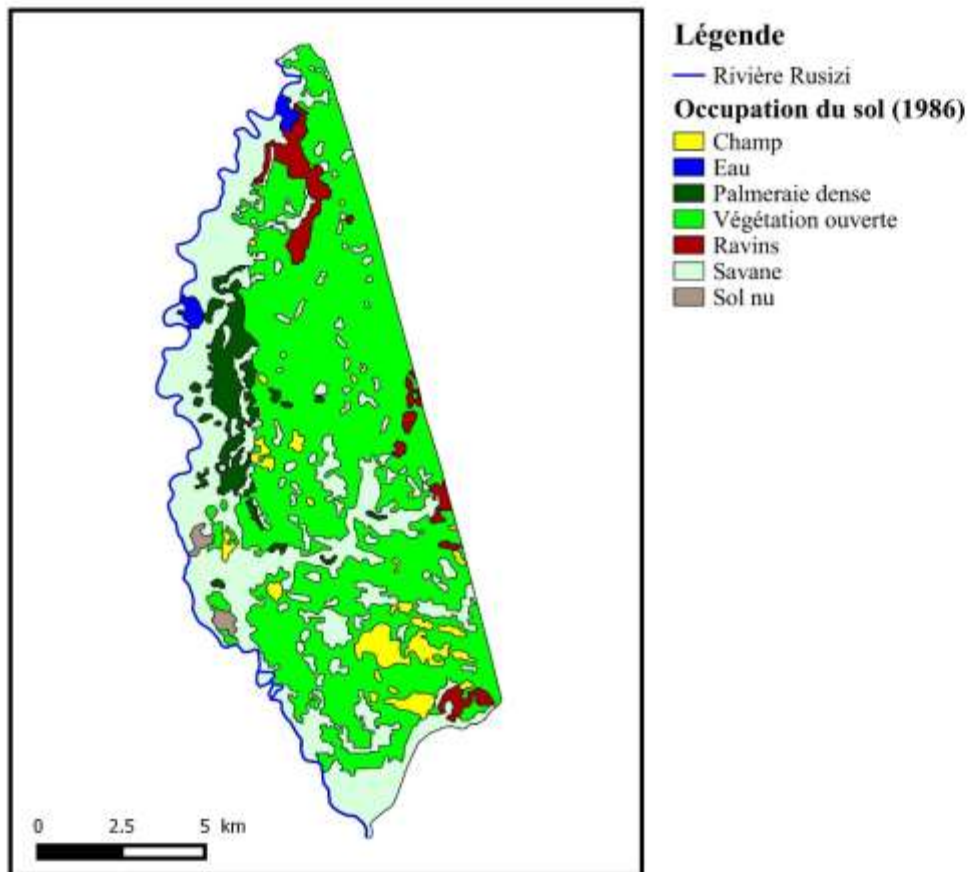 Légende
Rivière Rusizi
Occupation du sol (1986)
Champ
Eau
Palmeraie dense
Végétation ouverte
Ravins
Savane
Sol nu
0 2.5 5 km